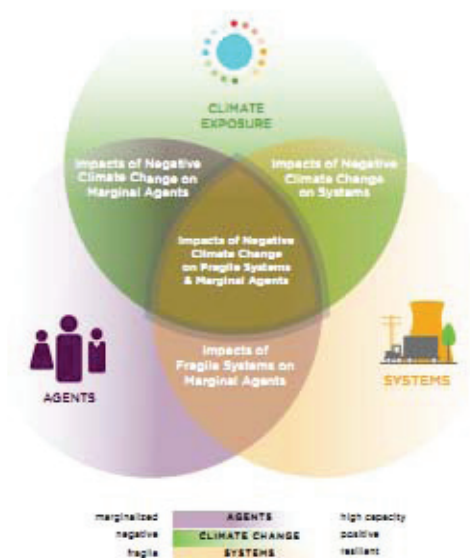 CLIMATE
EXPOSURE
Impacts of Negative
Climate Change on
Marginal Agents
Impacts of Negative
Climate Change
on Systems
Impacts of Negative
Climate Change
on Fragile Systems
& Marginal Agents
Impacts of
Fragile Systems on
Marginal Agents
AGENTS
SYSTEMS
marginalized AGENTS high capacity
negative CLIMATE CHANGE positive
fragile SYSTEMS resilient